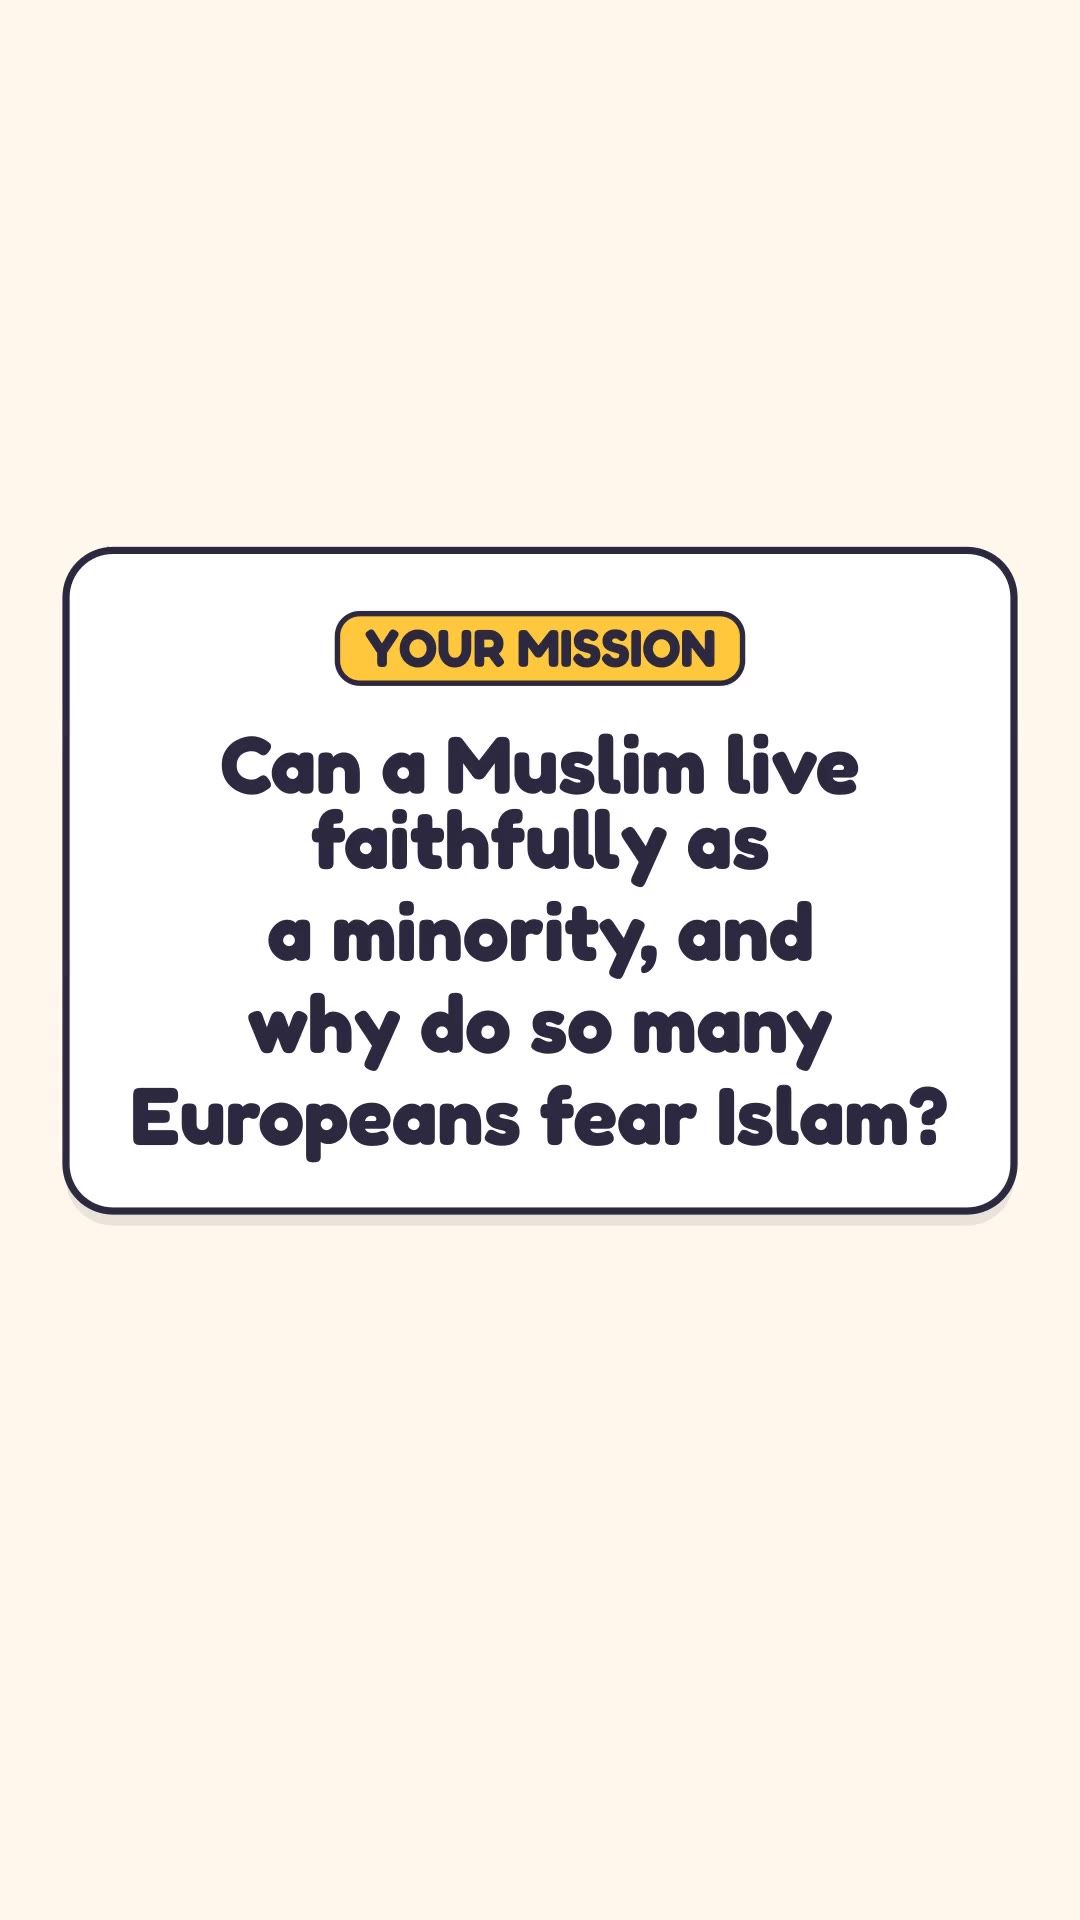 YOUR MISSION
Can a Muslim live
faithfully as
a minority, and
why do so many
Europeans fear Islam?